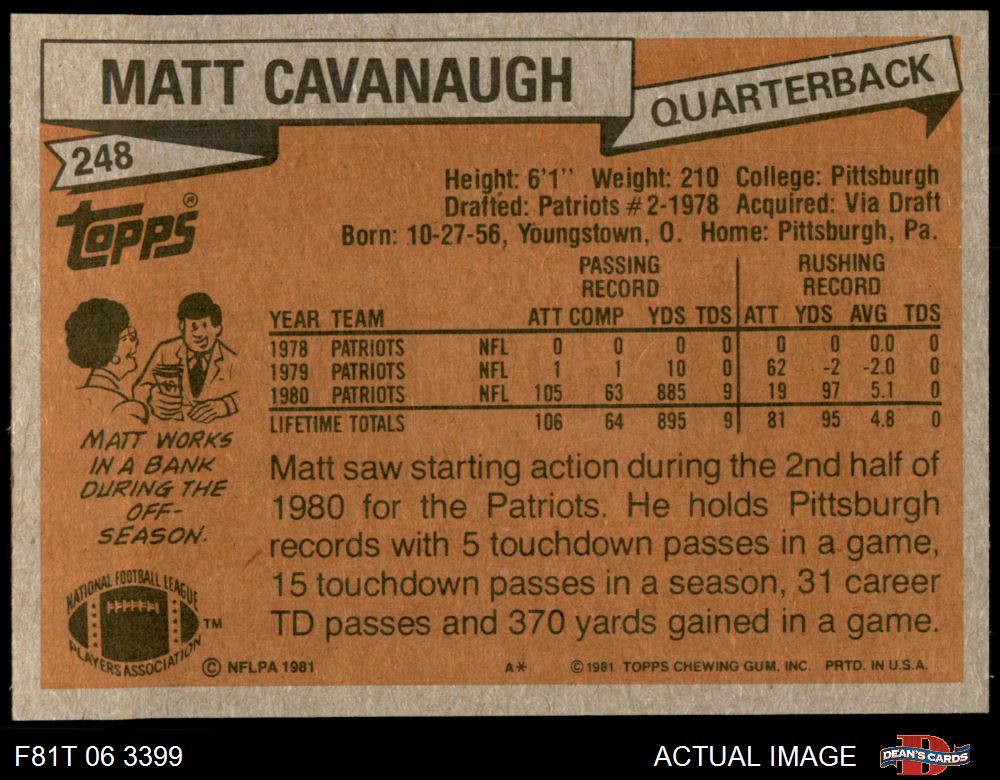 MATT CAVANAUGH
QUARTERBACK
248
TOPPS®
Height: 6'1" Weight: 210 College: Pittsburgh
Drafted: Patriots #2-1978 Acquired: Via Draft
Born: 10-27-56, Youngstown, O. Home: Pittsburgh, Pa.
PASSING RECORD RUSHING RECORD
YEAR TEAM ATT COMP YDS TDS ATT YDS AVG TDS
1978 PATRIOTS NFL 0 0 0 0 0 0 0.0 0
1979 PATRIOTS NFL 1 1 10 0 62 -2 -2.0 0
1980 PATRIOTS NFL 105 63 885 9 19 97 5.1 0
LIFETIME TOTALS 106 64 895 9 81 95 4.8 0
$
MATT WORKS
IN A BANK
DURING THE
OFF-
SEASON.
Matt saw starting action during the 2nd half of
1980 for the Patriots. He holds Pittsburgh
records with 5 touchdown passes in a game,
15 touchdown passes in a season, 31 career
TD passes and 370 yards gained in a game.
NATIONAL FOOTBALL LEAGUE
PLAYERS ASSOCIATION TM
© NFLPA 1981 A* © 1981 TOPPS CHEWING GUM, INC. PRTD. IN U.S.A.
F81T 06 3399 ACTUAL IMAGE DEAN'S CARDS